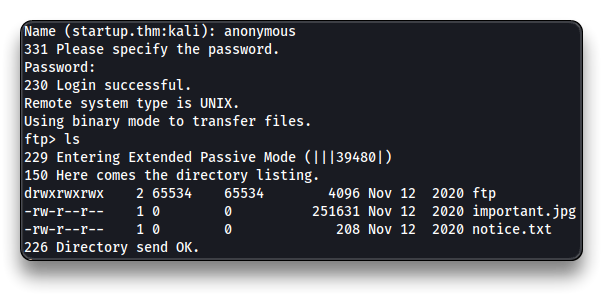 Name (startup.thm:kali): anonymous
331 Please specify the password.
Password:
230 Login successful.
Remote system type is UNIX.
Using binary mode to transfer files.
ftp> ls
229 Entering Extended Passive Mode (|||39480|)
150 Here comes the directory listing.
drwxrwxrwx    2 65534    65534        4096 Nov 12  2020 ftp
-rw-r--r--    1 0        0          251631 Nov 12  2020 important.jpg
-rw-r--r--    1 0        0             208 Nov 12  2020 notice.txt
226 Directory send OK.